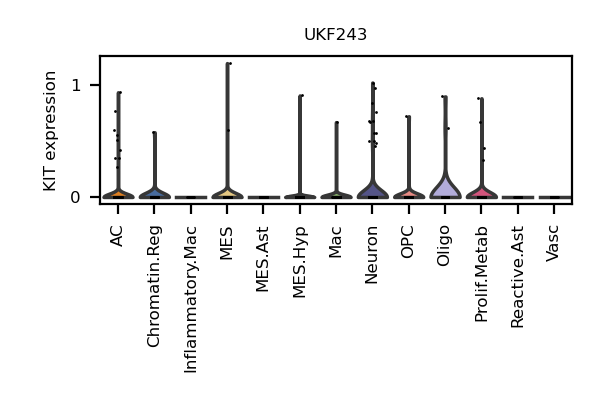 UKF243
KIT expression
1
0
AC
Chromatin.Reg
Inflammatory.Mac
MES
MES.Ast
MES.Hyp
Mac
Neuron
OPC
Oligo
Prolif.Metab
Reactive.Ast
Vasc